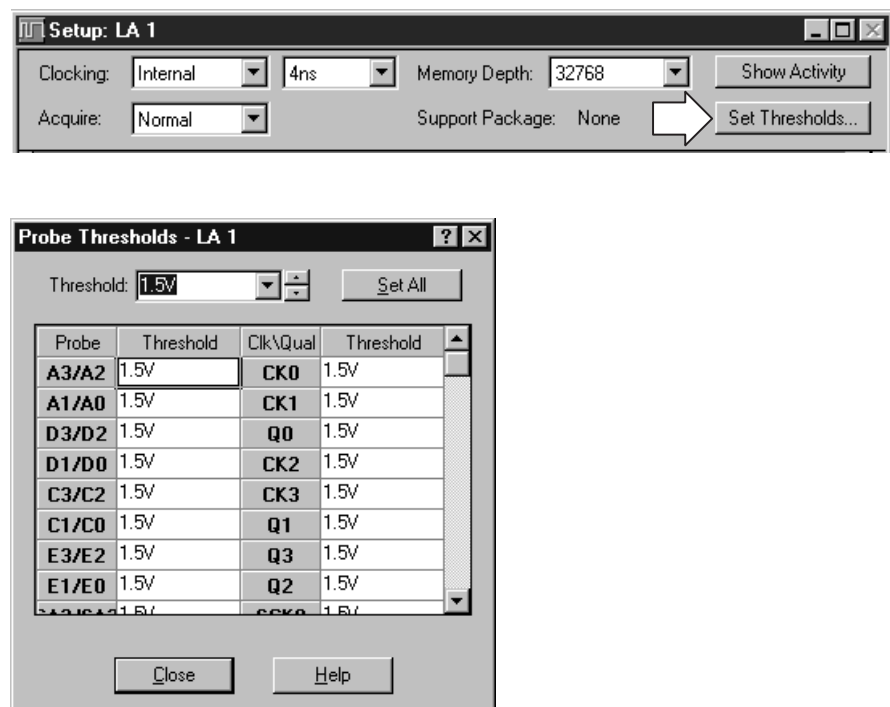 Setup: LA 1
Clocking: Internal 4ns Memory Depth: 32768 Show Activity
Acquire: Normal Support Package: None Set Thresholds...
Probe Thresholds - LA 1
Threshold: 1.5V Set All
Probe Threshold Clk\Qual Threshold
A3/A2 1.5V CK0 1.5V
A1/A0 1.5V CK1 1.5V
D3/D2 1.5V Q0 1.5V
D1/D0 1.5V CK2 1.5V
C3/C2 1.5V CK3 1.5V
C1/C0 1.5V Q1 1.5V
E3/E2 1.5V Q3 1.5V
E1/E0 1.5V Q2 1.5V
1.5V 1.5V
Close Help